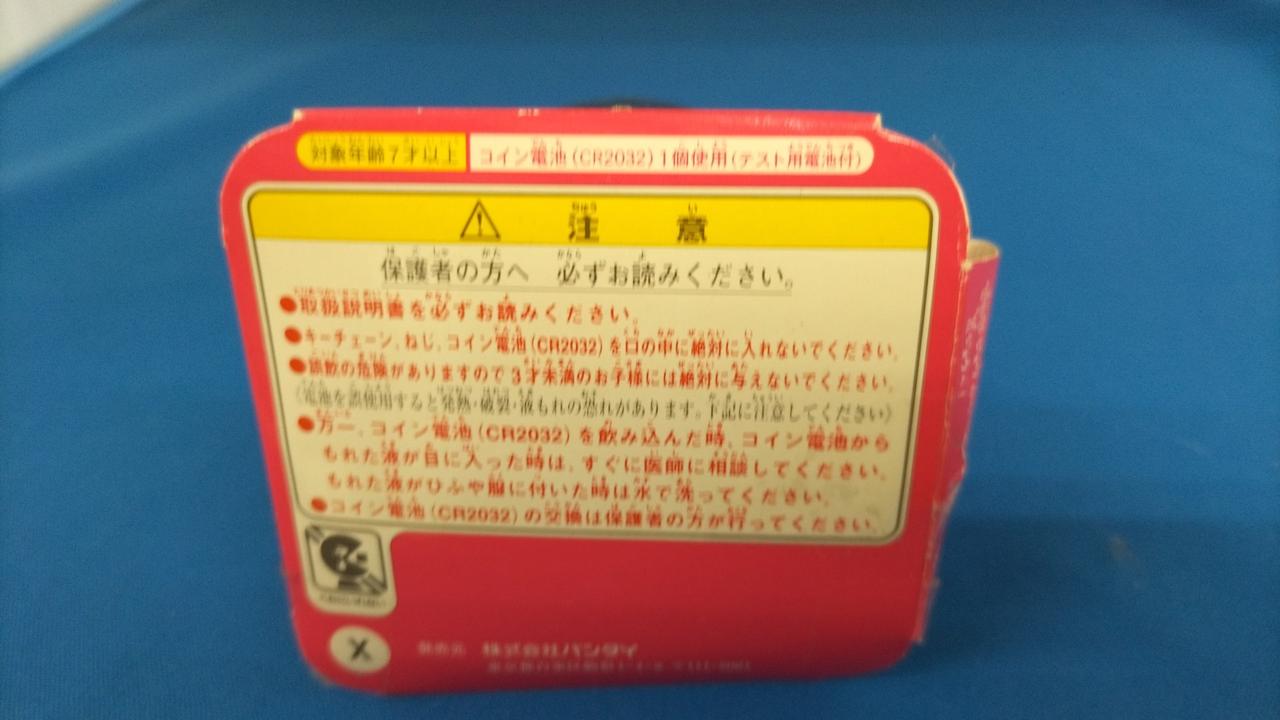 対象年齢7才以上 コイン電池(CR2032)1個使用(テスト用電池付)
注意
保護者の方へ 必ずお読みください。
●取扱説明書を必ずお読みください。
●キーチェーン、ねじ、コイン電池(CR2032)を口の中に絶対に入れないでください。
●誤飲の危険がありますので3才未満のお子様には絶対に与えないでください。
〈電池を誤使用すると発熱・破裂・液もれの恐れがあります。下記に注意してください〉
●万一、コイン電池(CR2032)を飲み込んだ時、コイン電池から
もれた液が目に入った時は、すぐに医師に相談してください。
もれた液がひふや服に付いた時は水で洗ってください。
●コイン電池(CR2032)の交換は保護者の方が行ってください。
X
発売元 株式会社バンダイ